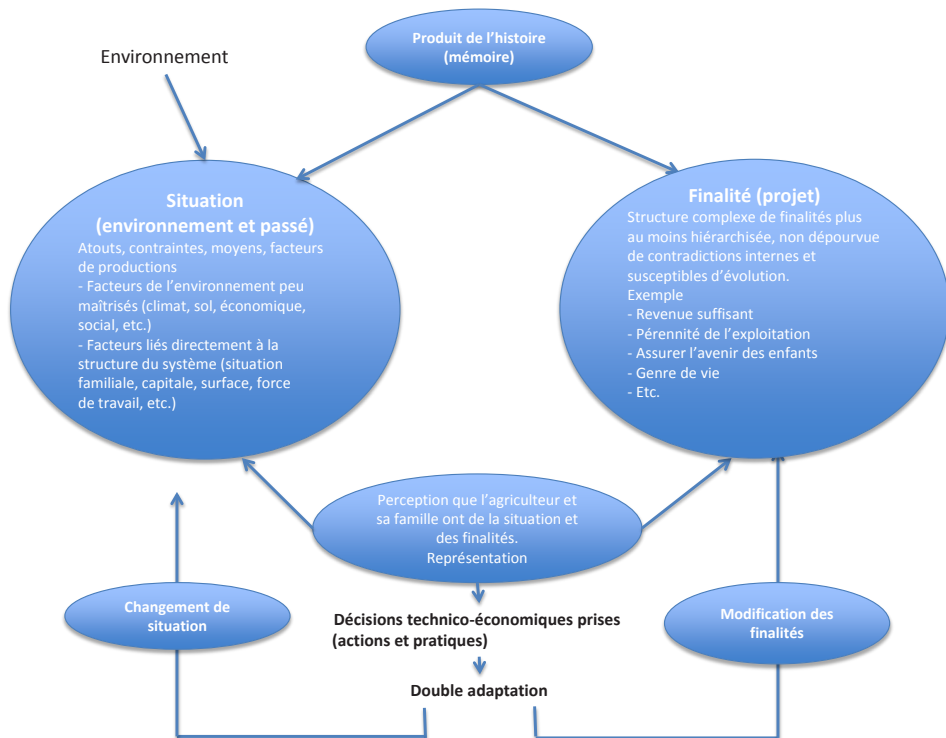 Produit de l’histoire
(mémoire)
Environnement
Situation
(environnement et passé)
Atouts, contraintes, moyens, facteurs
de productions
- Facteurs de l’environnement peu
maîtrisés (climat, sol, économique,
social, etc.)
- Facteurs liés directement à la
structure du système (situation
familiale, capitale, surface, force
de travail, etc.)
Finalité (projet)
Structure complexe de finalités plus
au moins hiérarchisée, non dépourvue
de contradictions internes et
susceptibles d’évolution.
Exemple
- Revenue suffisant
- Pérennité de l’exploitation
- Assurer l’avenir des enfants
- Genre de vie
- Etc.
Perception que l’agriculteur et
sa famille ont de la situation et
des finalités.
Représentation
Changement de
situation
Décisions technico-économiques prises
(actions et pratiques)
Modification des
finalités
Double adaptation